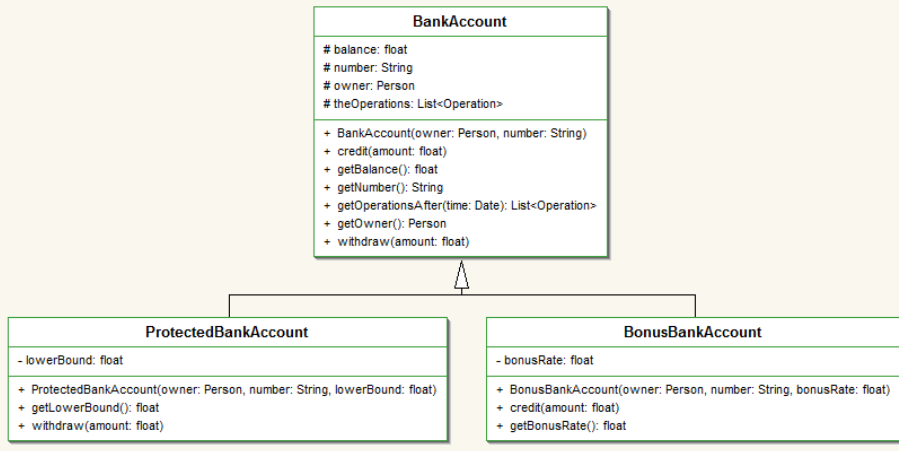 BankAccount
# balance: float
# number: String
# owner: Person
# theOperations: List<Operation>
+ BankAccount(owner: Person, number: String)
+ credit(amount: float)
+ getBalance(): float
+ getNumber(): String
+ getOperationsAfter(time: Date): List<Operation>
+ getOwner(): Person
+ withdraw(amount: float)
ProtectedBankAccount
- lowerBound: float
+ ProtectedBankAccount(owner: Person, number: String, lowerBound: float)
+ getLowerBound(): float
+ withdraw(amount: float)
BonusBankAccount
- bonusRate: float
+ BonusBankAccount(owner: Person, number: String, bonusRate: float)
+ credit(amount: float)
+ getBonusRate(): float